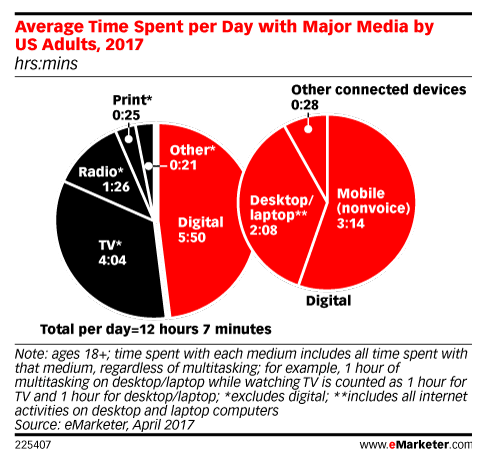 Average Time Spent per Day with Major Media by
US Adults, 2017
hrs:mins
Other connected devices
0:28
Print*
0:25
Other*
0:21
Radio*
1:26
Digital
5:50
TV*
4:04
Desktop/
laptop**
2:08
Mobile
(nonvoice)
3:14
Digital
Total per day=12 hours 7 minutes
Note: ages 18+; time spent with each medium includes all time spent with
that medium, regardless of multitasking; for example, 1 hour of
multitasking on desktop/laptop while watching TV is counted as 1 hour for
TV and 1 hour for desktop/laptop; *excludes digital; **includes all internet
activities on desktop and laptop computers
Source: eMarketer, April 2017
225407
www.eMarketer.com